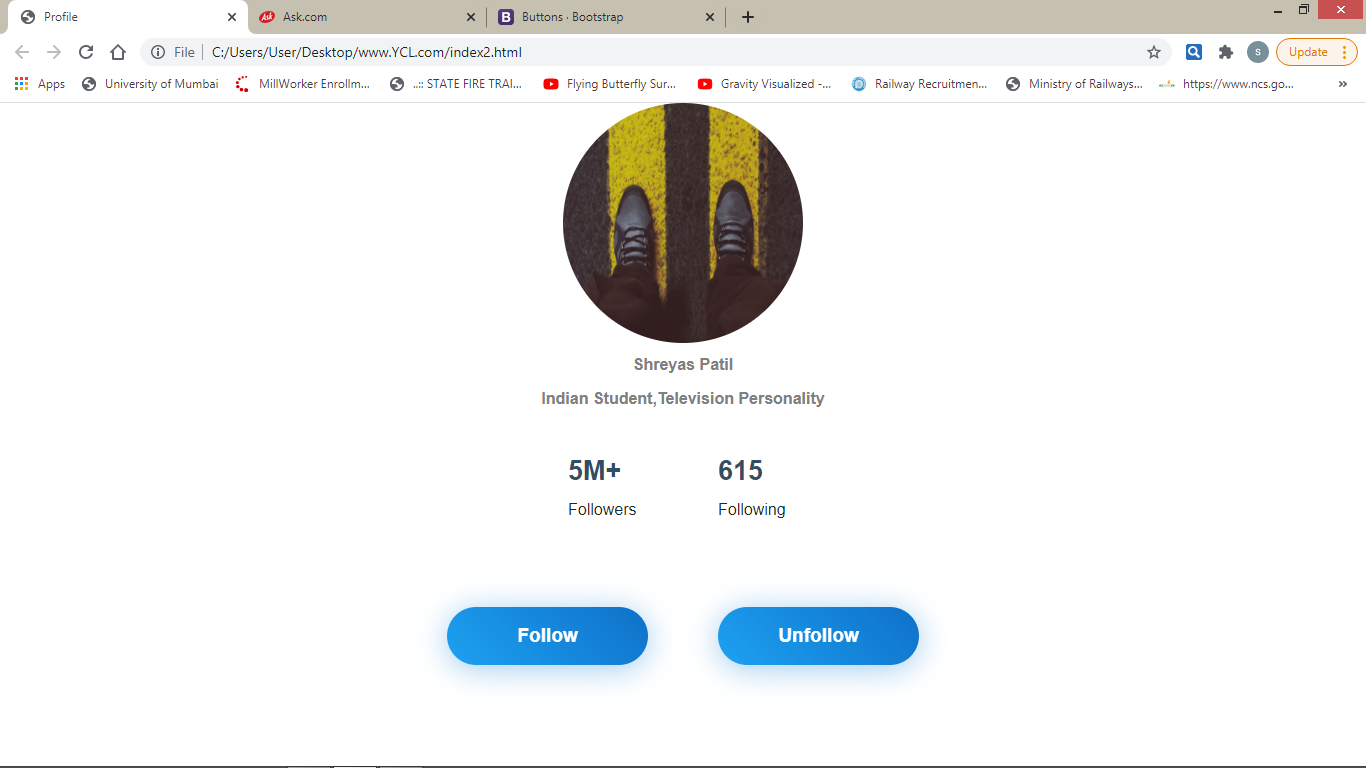 Profile
Ask Ask.com
B Buttons · Bootstrap
File C:/Users/User/Desktop/www.YCL.com/index2.html
s Update
Apps University of Mumbai MillWorker Enrollm... ..:: STATE FIRE TRAI... Flying Butterfly Sur... Gravity Visualized -... Railway Recruitmen... Ministry of Railways... https://www.ncs.go... »
Shreyas Patil
Indian Student,Television Personality
5M+ 615
Followers Following
Follow Unfollow